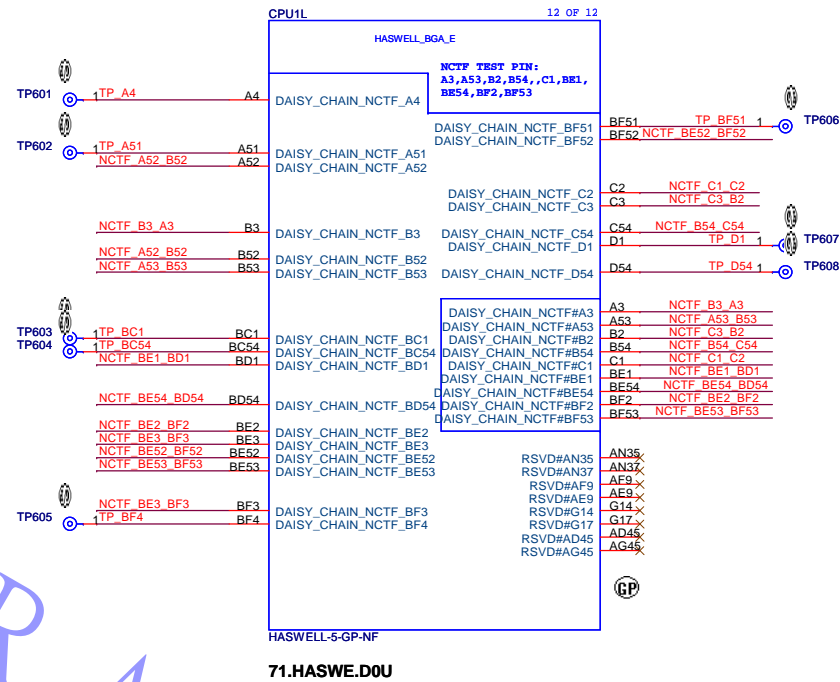 CPU1L
12 OF 12
HASWELL_BGA_E
NCTF TEST PIN:
A3,A53,B2,B54,,C1,BE1,
BE54,BF2,BF53
TP601 1 TP_A4 A4 DAISY_CHAIN_NCTF_A4
TP602 1 TP_A51 A51 DAISY_CHAIN_NCTF_A51
NCTF_A52_B52 A52 DAISY_CHAIN_NCTF_A52
NCTF_B3_A3 B3 DAISY_CHAIN_NCTF_B3
NCTF_A52_B52 B52 DAISY_CHAIN_NCTF_B52
NCTF_A53_B53 B53 DAISY_CHAIN_NCTF_B53
TP603 1 TP_BC1 BC1 DAISY_CHAIN_NCTF_BC1
TP604 1 TP_BC54 BC54 DAISY_CHAIN_NCTF_BC54
NCTF_BE1_BD1 BD1 DAISY_CHAIN_NCTF_BD1
NCTF_BE54_BD54 BD54 DAISY_CHAIN_NCTF_BD54
NCTF_BE2_BF2 BE2 DAISY_CHAIN_NCTF_BE2
NCTF_BE3_BF3 BE3 DAISY_CHAIN_NCTF_BE3
NCTF_BE52_BF52 BE52 DAISY_CHAIN_NCTF_BE52
NCTF_BE53_BF53 BE53 DAISY_CHAIN_NCTF_BE53
NCTF_BE3_BF3 BF3 DAISY_CHAIN_NCTF_BF3
TP605 1 TP_BF4 BF4 DAISY_CHAIN_NCTF_BF4
DAISY_CHAIN_NCTF_BF51 BF51 TP_BF51 1 TP606
DAISY_CHAIN_NCTF_BF52 BF52 NCTF_BE52_BF52
DAISY_CHAIN_NCTF_C2 C2 NCTF_C1_C2
DAISY_CHAIN_NCTF_C3 C3 NCTF_C3_B2
DAISY_CHAIN_NCTF_C54 C54 NCTF_B54_C54
DAISY_CHAIN_NCTF_D1 D1 TP_D1 1 TP607
DAISY_CHAIN_NCTF_D54 D54 TP_D54 1 TP608
DAISY_CHAIN_NCTF#A3 A3 NCTF_B3_A3
DAISY_CHAIN_NCTF#A53 A53 NCTF_A53_B53
DAISY_CHAIN_NCTF#B2 B2 NCTF_C3_B2
DAISY_CHAIN_NCTF#B54 B54 NCTF_B54_C54
DAISY_CHAIN_NCTF#C1 C1 NCTF_C1_C2
DAISY_CHAIN_NCTF#BE1 BE1 NCTF_BE1_BD1
DAISY_CHAIN_NCTF#BE54 BE54 NCTF_BE54_BD54
DAISY_CHAIN_NCTF#BF2 BF2 NCTF_BE2_BF2
DAISY_CHAIN_NCTF#BF53 BF53 NCTF_BE53_BF53
RSVD#AN35 AN35
RSVD#AN37 AN37
RSVD#AF9 AF9
RSVD#AE9 AE9
RSVD#G14 G14
RSVD#G17 G17
RSVD#AD45 AD45
RSVD#AG45 AG45
GP
HASWELL-5-GP-NF
71.HASWE.D0U